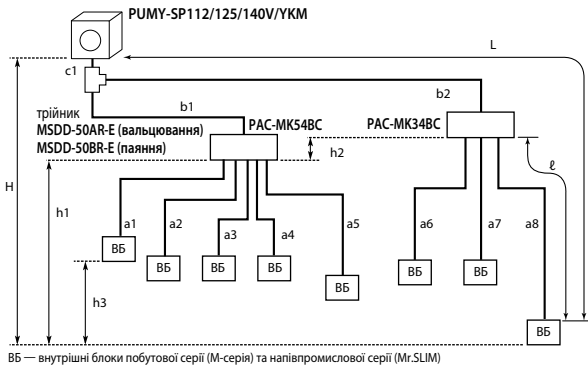 PUMY-SP112/125/140V/YKM
L
c1
b2
трійник
b1
MSDD-50AR-E (вальцювання)
PAC-MK54BC
PAC-MK34BC
MSDD-50BR-E (паяння)
h2
ℓ
H
h1
a1
a2
a3
a4
a5
a6
a7
a8
ВБ
ВБ
ВБ
ВБ
ВБ
ВБ
ВБ
h3
ВБ
ВБ — внутрішні блоки побутової серії (М-серія) та напівпромислової серії (Mr.SLIM)